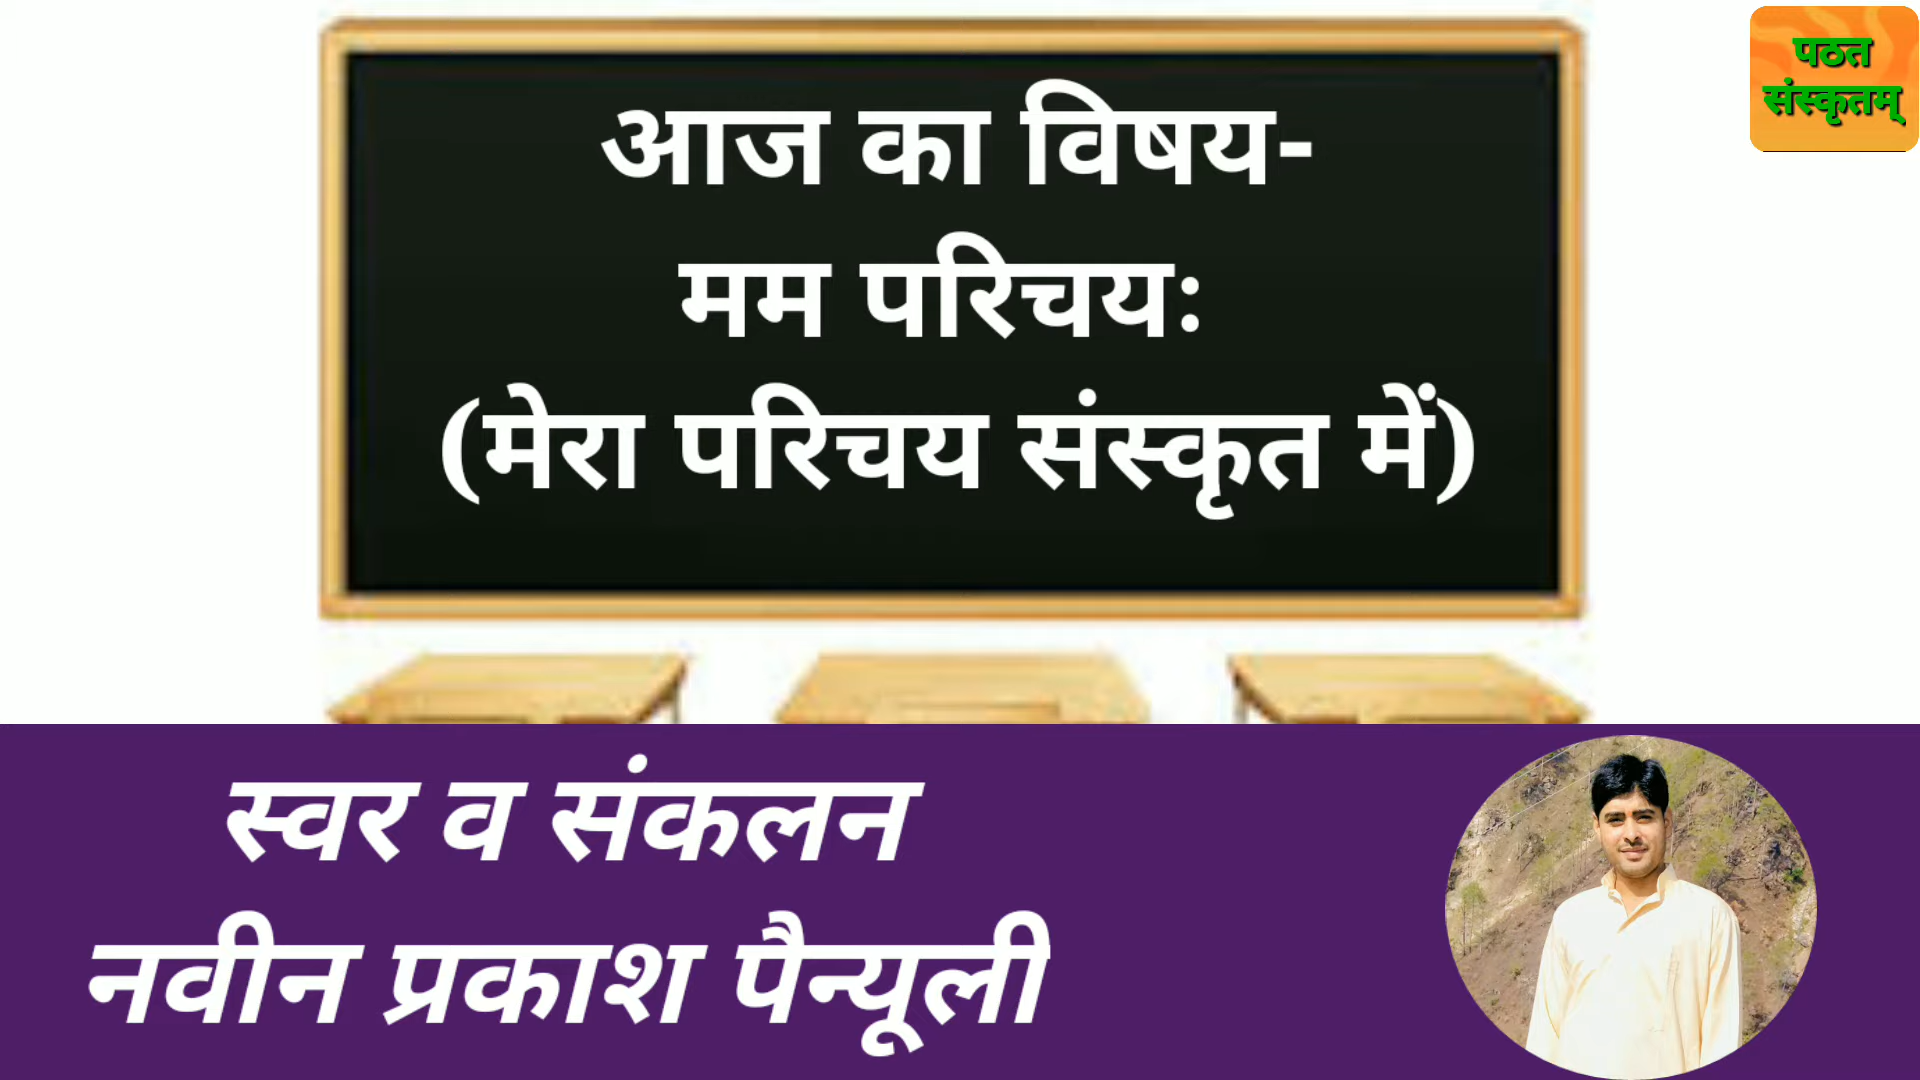 आज का विषय-
मम परिचयः
(मेरा परिचय संस्कृत में)
पठत
संस्कृतम्
स्वर व संकलन
नवीन प्रकाश पैन्यूली